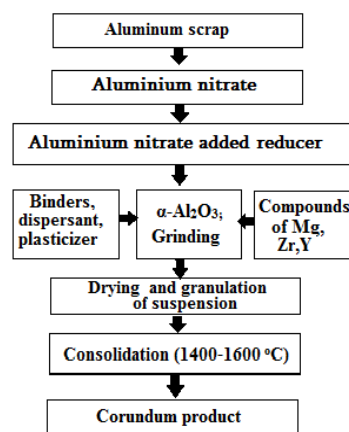 Aluminum scrap
Aluminium nitrate
Aluminium nitrate added reducer
Binders,
dispersant,
plasticizer
α-Al₂O₃;
Grinding
Compounds
of Mg,
Zr,Y
Drying and granulation
of suspension
Consolidation (1400-1600 °C)
Corundum product